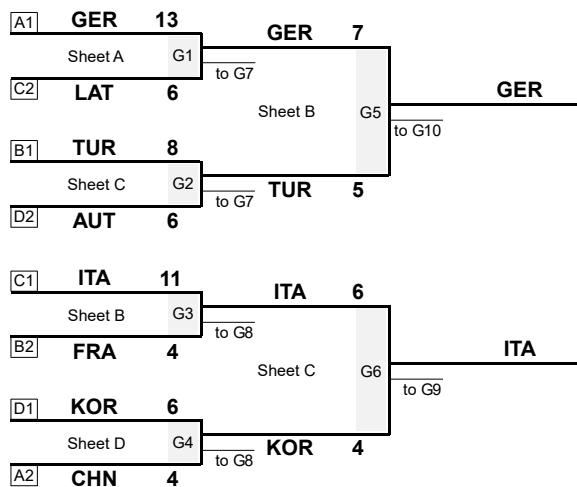 A1 GER 13 GER 7
Sheet A G1
to G7
C2 LAT 6
Sheet B G5
GER
to G10
B1 TUR 8
Sheet C G2
to G7
TUR 5
D2 AUT 6
C1 ITA 11 ITA 6
Sheet B G3
to G8
B2 FRA 4
Sheet C G6
ITA
to G9
D1 KOR 6
Sheet D G4
to G8
KOR 4
A2 CHN 4